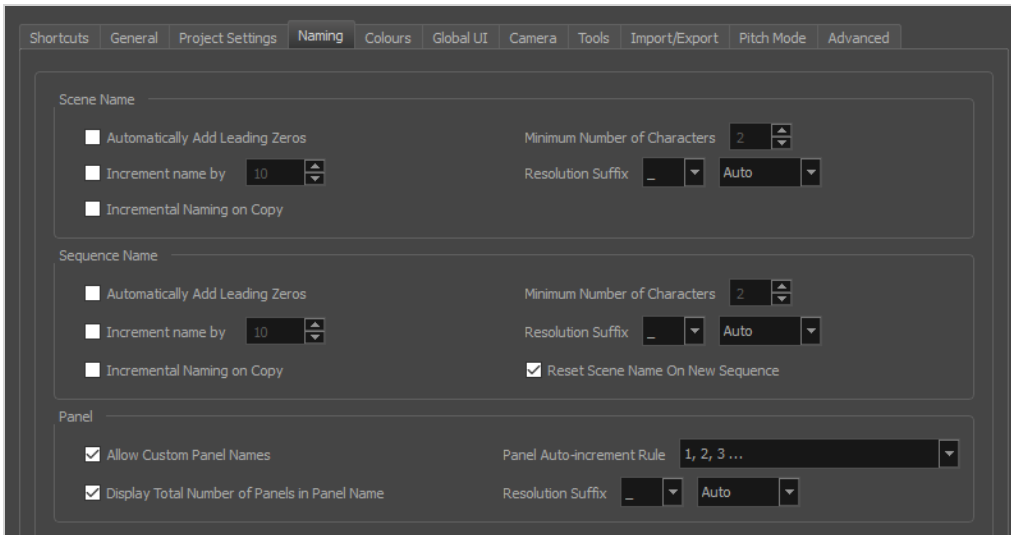 Shortcuts General Project Settings Naming Colours Global UI Camera Tools Import/Export Pitch Mode Advanced
Scene Name
Automatically Add Leading Zeros Minimum Number of Characters 2
Increment name by 10 Resolution Suffix _ Auto
Incremental Naming on Copy
Sequence Name
Automatically Add Leading Zeros Minimum Number of Characters 2
Increment name by 10 Resolution Suffix _ Auto
Incremental Naming on Copy Reset Scene Name On New Sequence
Panel
Allow Custom Panel Names Panel Auto-increment Rule 1, 2, 3 ...
Display Total Number of Panels in Panel Name Resolution Suffix _ Auto